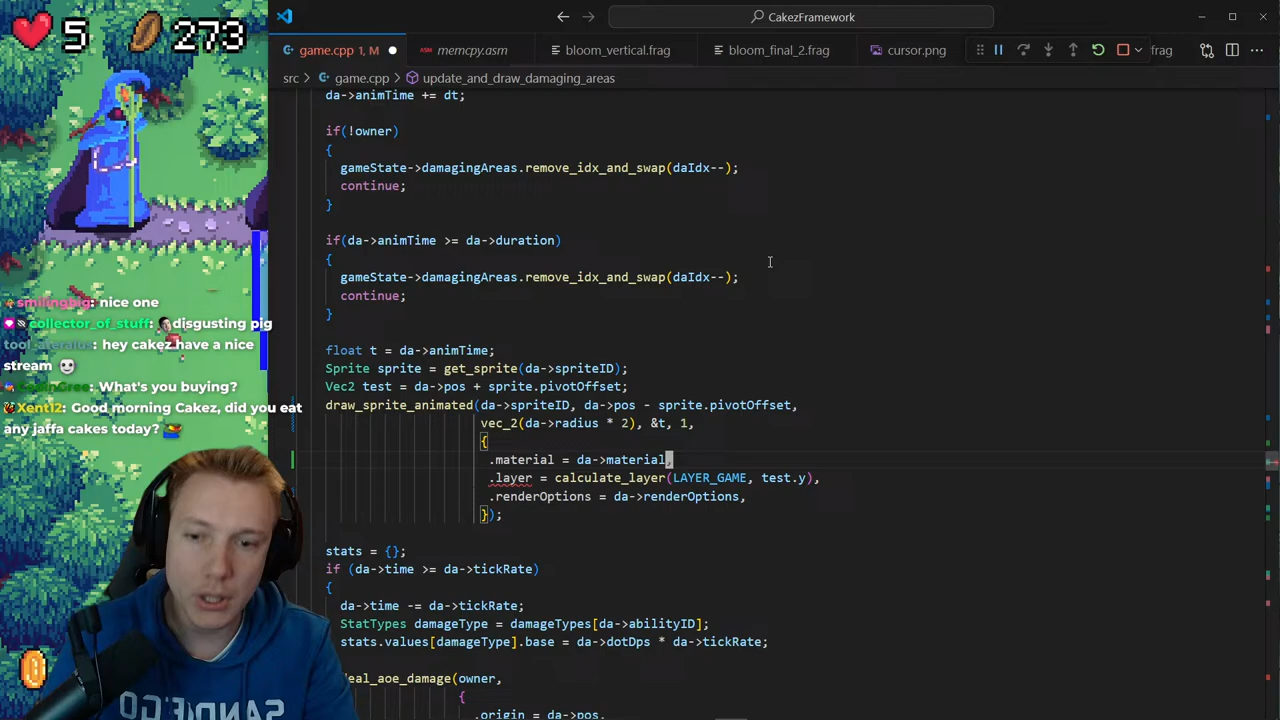 5 273
CakezFramework
game.cpp 1, M
memcpy.asm
bloom_vertical.frag
bloom_final_2.frag
cursor.png
frag
src > game.cpp > update_and_draw_damaging_areas
da->animTime += dt;
if(!owner)
{
gameState->damagingAreas.remove_idx_and_swap(daIdx--);
continue;
}
if(da->animTime >= da->duration)
{
gameState->damagingAreas.remove_idx_and_swap(daIdx--);
continue;
}
float t = da->animTime;
Sprite sprite = get_sprite(da->spriteID);
Vec2 test = da->pos + sprite.pivotOffset;
draw_sprite_animated(da->spriteID, da->pos - sprite.pivotOffset,
vec_2(da->radius * 2), &t, 1,
{
.material = da->material,
.layer = calculate_layer(LAYER_GAME, test.y),
.renderOptions = da->renderOptions,
});
stats = {};
if (da->time >= da->tickRate)
{
da->time -= da->tickRate;
StatTypes damageType = damageTypes[da->abilityID];
stats.values[damageType].base = da->dotDps * da->tickRate;
eal_aoe_damage(owner,
{
.origin = da->pos,
smilingbig: nice one
collector_of_stuff: disgusting pig
hey cakez have a nice
stream
What's you buying?
Xent12: Good morning Cakez, did you eat
any jaffa cakes today?